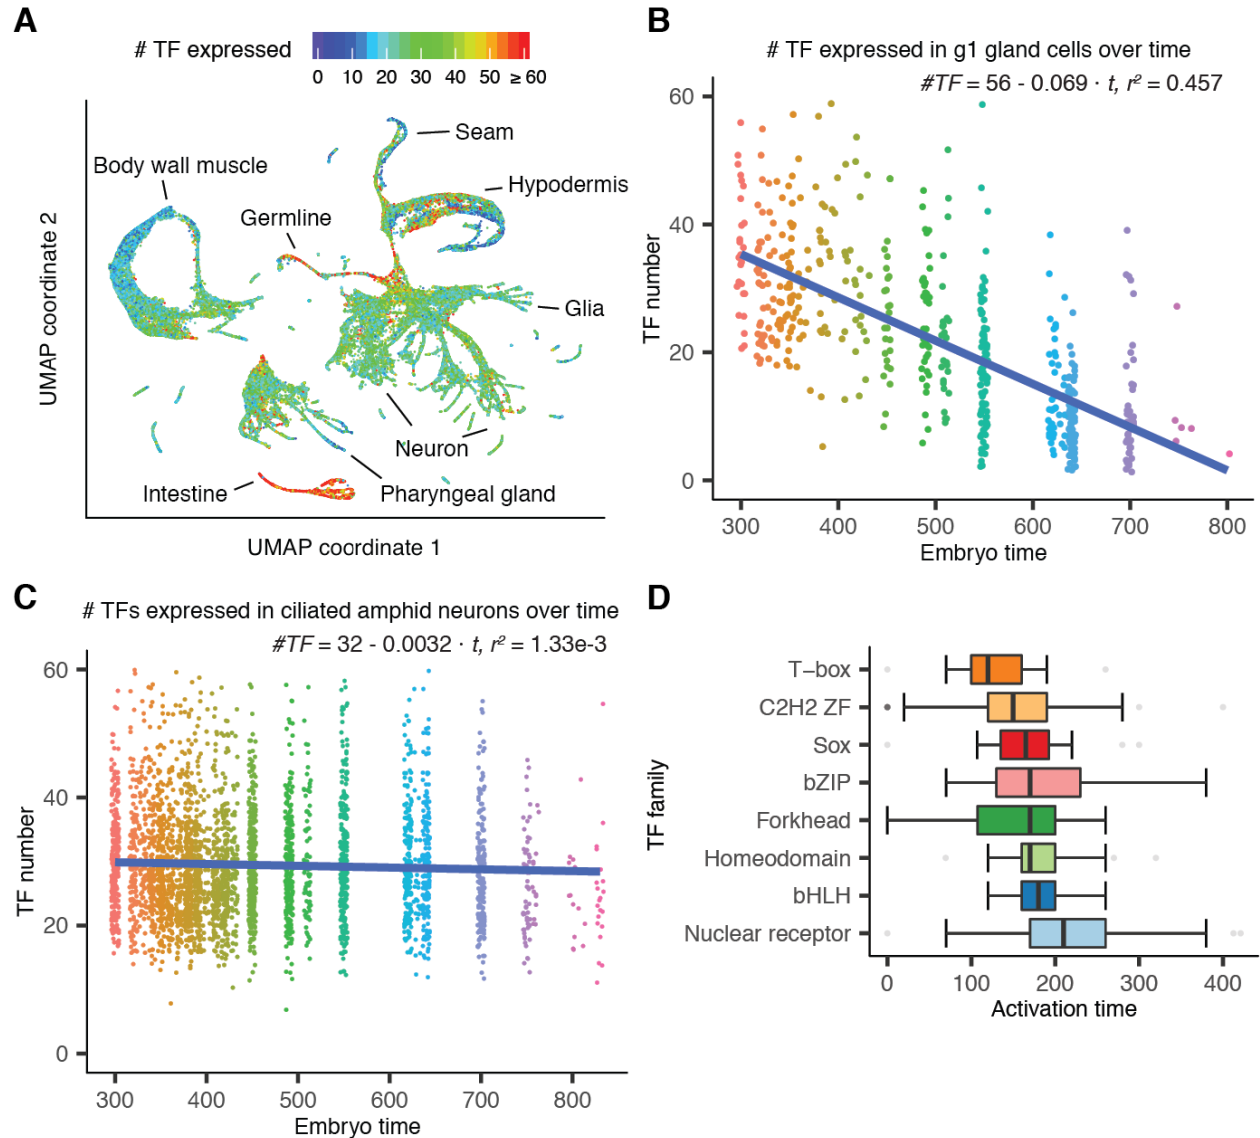 A
# TF expressed
0 10 20 30 40 50 ≥ 60
Seam
Body wall muscle
Hypodermis
Germline
Glia
Neuron
Intestine
Pharyngeal gland
UMAP coordinate 2
UMAP coordinate 1
B
# TF expressed in g1 gland cells over time
#TF = 56 - 0.069 · t, r² = 0.457
TF number
60
40
20
0
300 400 500 600 700 800
Embryo time
C
# TFs expressed in ciliated amphid neurons over time
#TF = 32 - 0.0032 · t, r² = 1.33e-3
TF number
60
40
20
0
300 400 500 600 700 800
Embryo time
D
TF family
T−box
C2H2 ZF
Sox
bZIP
Forkhead
Homeodomain
bHLH
Nuclear receptor
0 100 200 300 400
Activation time